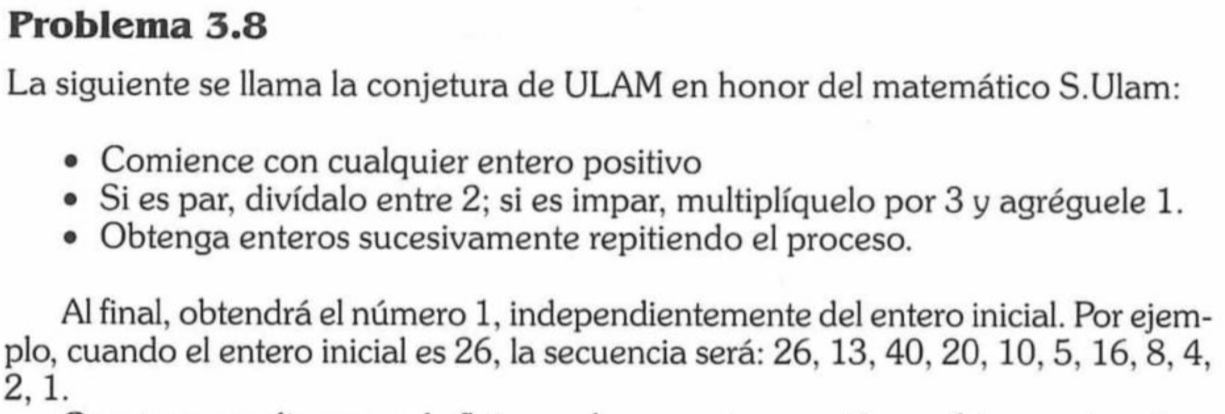 Problema 3.8
La siguiente se llama la conjetura de ULAM en honor del matemático S.Ulam:
• Comience con cualquier entero positivo
• Si es par, divídalo entre 2; si es impar, multiplíquelo por 3 y agréguele 1.
• Obtenga enteros sucesivamente repitiendo el proceso.
Al final, obtendrá el número 1, independientemente del entero inicial. Por ejem-
plo, cuando el entero inicial es 26, la secuencia será: 26, 13, 40, 20, 10, 5, 16, 8, 4,
2, 1.